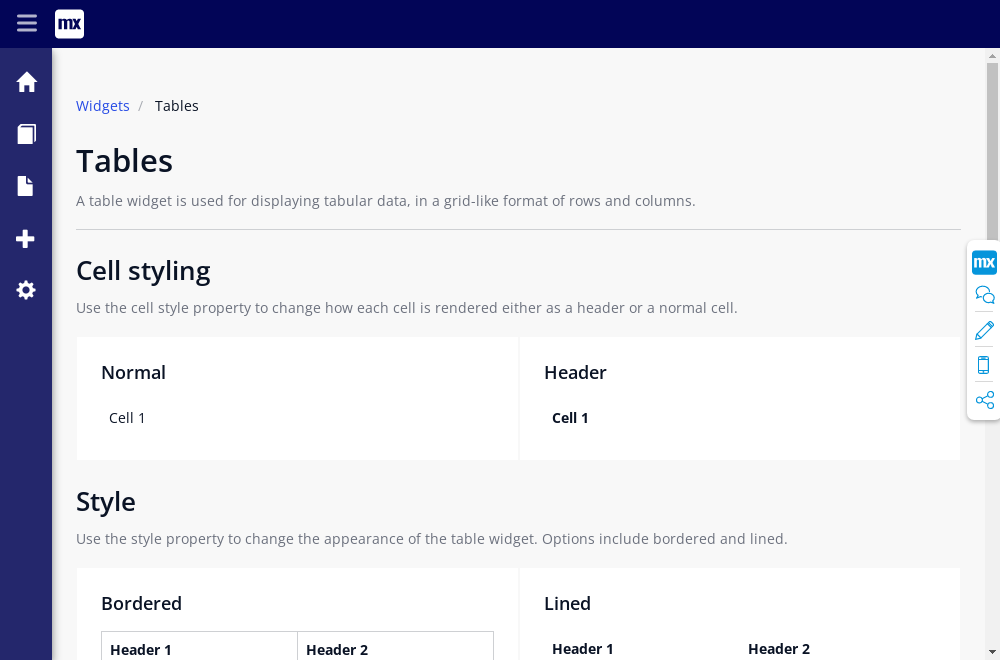 mx
Widgets / Tables
Tables
A table widget is used for displaying tabular data, in a grid-like format of rows and columns.
Cell styling
Use the cell style property to change how each cell is rendered either as a header or a normal cell.
Normal
Header
Cell 1
Cell 1
mx
Style
Use the style property to change the appearance of the table widget. Options include bordered and lined.
Bordered
Lined
Header 1 Header 2
Header 1 Header 2